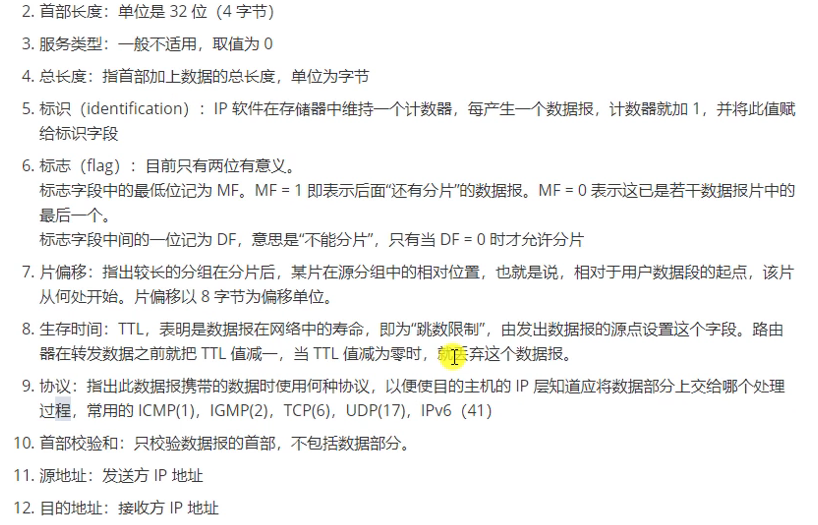 2. 首部长度：单位是 32 位（4 字节）
3. 服务类型：一般不适用，取值为 0
4. 总长度：指首部加上数据的总长度，单位为字节
5. 标识（identification）：IP 软件在存储器中维持一个计数器，每产生一个数据报，计数器就加 1，并将此值赋
给标识字段
6. 标志（flag）：目前只有两位有意义。
标志字段中的最低位记为 MF。MF = 1 即表示后面“还有分片”的数据报。MF = 0 表示这已是若干数据报片中的
最后一个。
标志字段中间的一位记为 DF，意思是“不能分片”，只有当 DF = 0 时才允许分片
7. 片偏移：指出较长的分组在分片后，某片在源分组中的相对位置，也就是说，相对于用户数据段的起点，该片
从何处开始。片偏移以 8 字节为偏移单位。
8. 生存时间：TTL，表明是数据报在网络中的寿命，即为“跳数限制”，由发出数据报的源点设置这个字段。路由
器在转发数据之前就把 TTL 值减一，当 TTL 值减为零时，就丢弃这个数据报。
9. 协议：指出此数据报携带的数据时使用何种协议，以便使目的主机的 IP 层知道应将数据部分上交给哪个处理
过程，常用的 ICMP(1)，IGMP(2)，TCP(6)，UDP(17)，IPv6（41）
10. 首部校验和：只校验数据报的首部，不包括数据部分。
11. 源地址：发送方 IP 地址
12. 目的地址：接收方 IP 地址